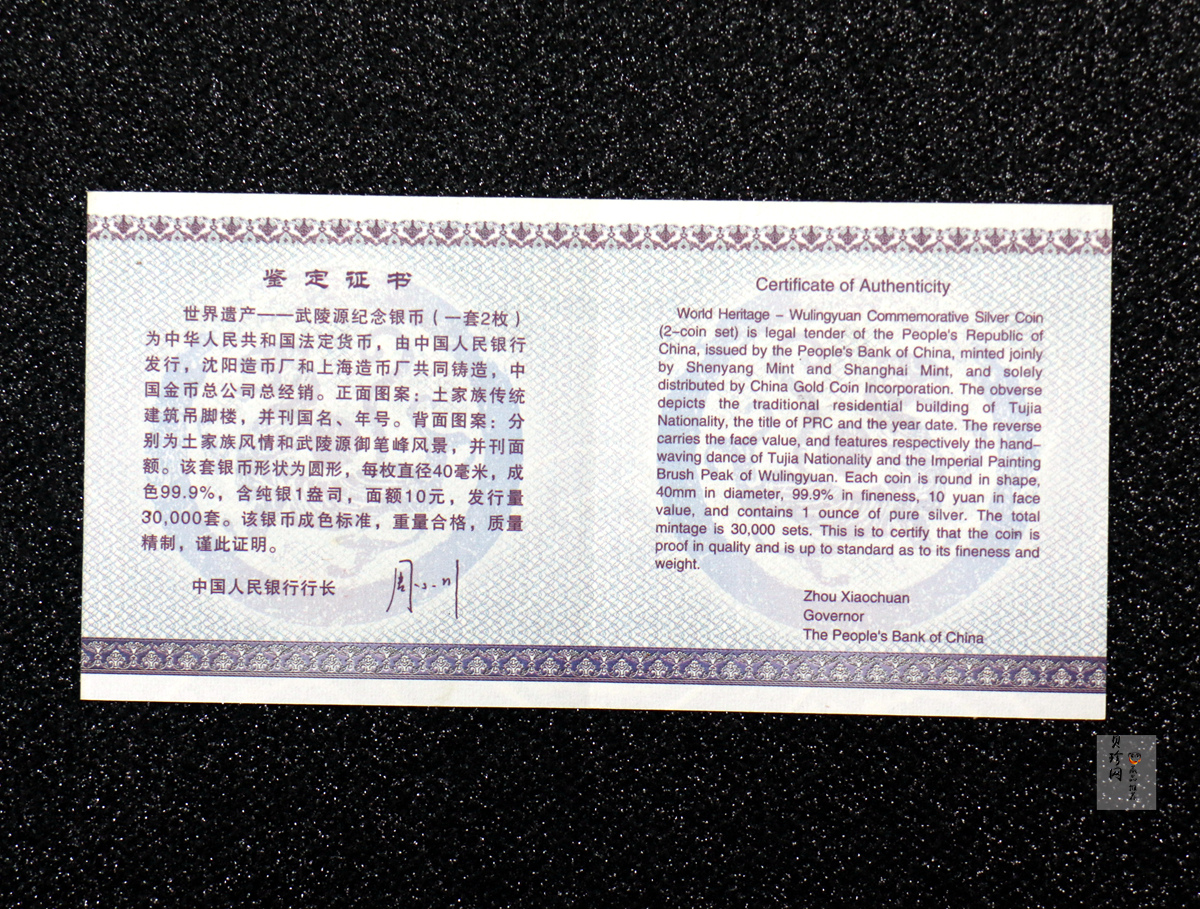 鉴定证书
世界遗产——武陵源纪念银币（一套2枚）
为中华人民共和国法定货币，由中国人民银行
发行，沈阳造币厂和上海造币厂共同铸造，中
国金币总公司总经销。正面图案：土家族传统
建筑吊脚楼，并刊国名、年号。背面图案：分
别为土家族风情和武陵源御笔峰风景，并刊面
额。该套银币形状为圆形，每枚直径40毫米，成
色99.9%，含纯银1盎司，面额10元，发行量
30,000套。该银币成色标准，重量合格，质量
精制，谨此证明。
中国人民银行行长
周小川
Certificate of Authenticity
World Heritage – Wulingyuan Commemorative Silver Coin
(2–coin set) is legal tender of the People's Republic of
China, issued by the People's Bank of China, minted joinly
by Shenyang Mint and Shanghai Mint, and solely
distributed by China Gold Coin Incorporation. The obverse
depicts the traditional residential building of Tujia
Nationality, the title of PRC and the year date. The reverse
carries the face value, and features respectively the hand–
waving dance of Tujia Nationality and the Imperial Painting
Brush Peak of Wulingyuan. Each coin is round in shape,
40mm in diameter, 99.9% in fineness, 10 yuan in face
value, and contains 1 ounce of pure silver. The total
mintage is 30,000 sets. This is to certify that the coin is
proof in quality and is up to standard as to its fineness and
weight.
Zhou Xiaochuan
Governor
The People's Bank of China
贝珍网